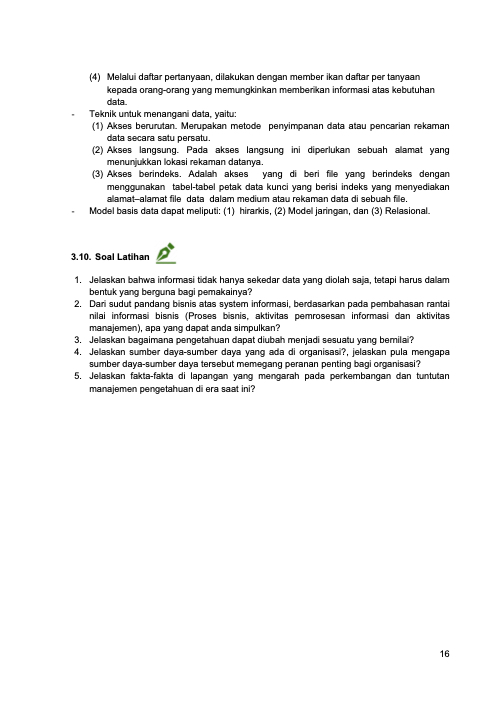 (4) Melalui daftar pertanyaan, dilakukan dengan member ikan daftar per tanyaan
kepada orang-orang yang memungkinkan memberikan informasi atas kebutuhan
data.
- Teknik untuk menangani data, yaitu:
(1) Akses berurutan. Merupakan metode penyimpanan data atau pencarian rekaman
data secara satu persatu.
(2) Akses langsung. Pada akses langsung ini diperlukan sebuah alamat yang
menunjukkan lokasi rekaman datanya.
(3) Akses berindeks. Adalah akses yang di beri file yang berindeks dengan
menggunakan tabel-tabel petak data kunci yang berisi indeks yang menyediakan
alamat–alamat file data dalam medium atau rekaman data di sebuah file.
- Model basis data dapat meliputi: (1) hirarkis, (2) Model jaringan, dan (3) Relasional.
3.10. Soal Latihan
1. Jelaskan bahwa informasi tidak hanya sekedar data yang diolah saja, tetapi harus dalam
bentuk yang berguna bagi pemakainya?
2. Dari sudut pandang bisnis atas system informasi, berdasarkan pada pembahasan rantai
nilai informasi bisnis (Proses bisnis, aktivitas pemrosesan informasi dan aktivitas
manajemen), apa yang dapat anda simpulkan?
3. Jelaskan bagaimana pengetahuan dapat diubah menjadi sesuatu yang bernilai?
4. Jelaskan sumber daya-sumber daya yang ada di organisasi?, jelaskan pula mengapa
sumber daya-sumber daya tersebut memegang peranan penting bagi organisasi?
5. Jelaskan fakta-fakta di lapangan yang mengarah pada perkembangan dan tuntutan
manajemen pengetahuan di era saat ini?
16